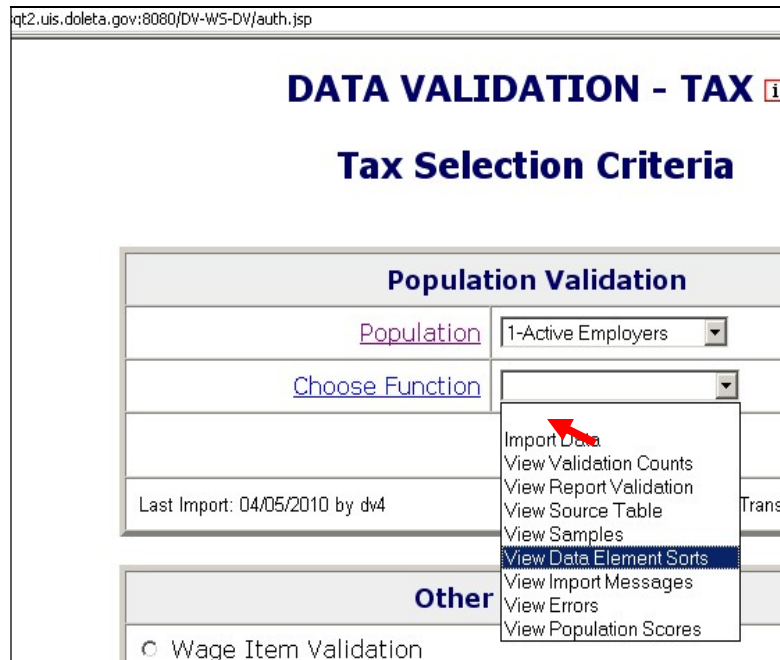 qt2.uis.doleta.gov:8080/DV-WS-DV/auth.jsp
DATA VALIDATION - TAX i
Tax Selection Criteria
Population Validation
Population 1-Active Employers
Choose Function
Import Data
View Validation Counts
View Report Validation
View Source Table
Last Import: 04/05/2010 by dv4 Trans
View Samples
View Data Element Sorts
View Import Messages
View Errors
View Population Scores
Other
Wage Item Validation